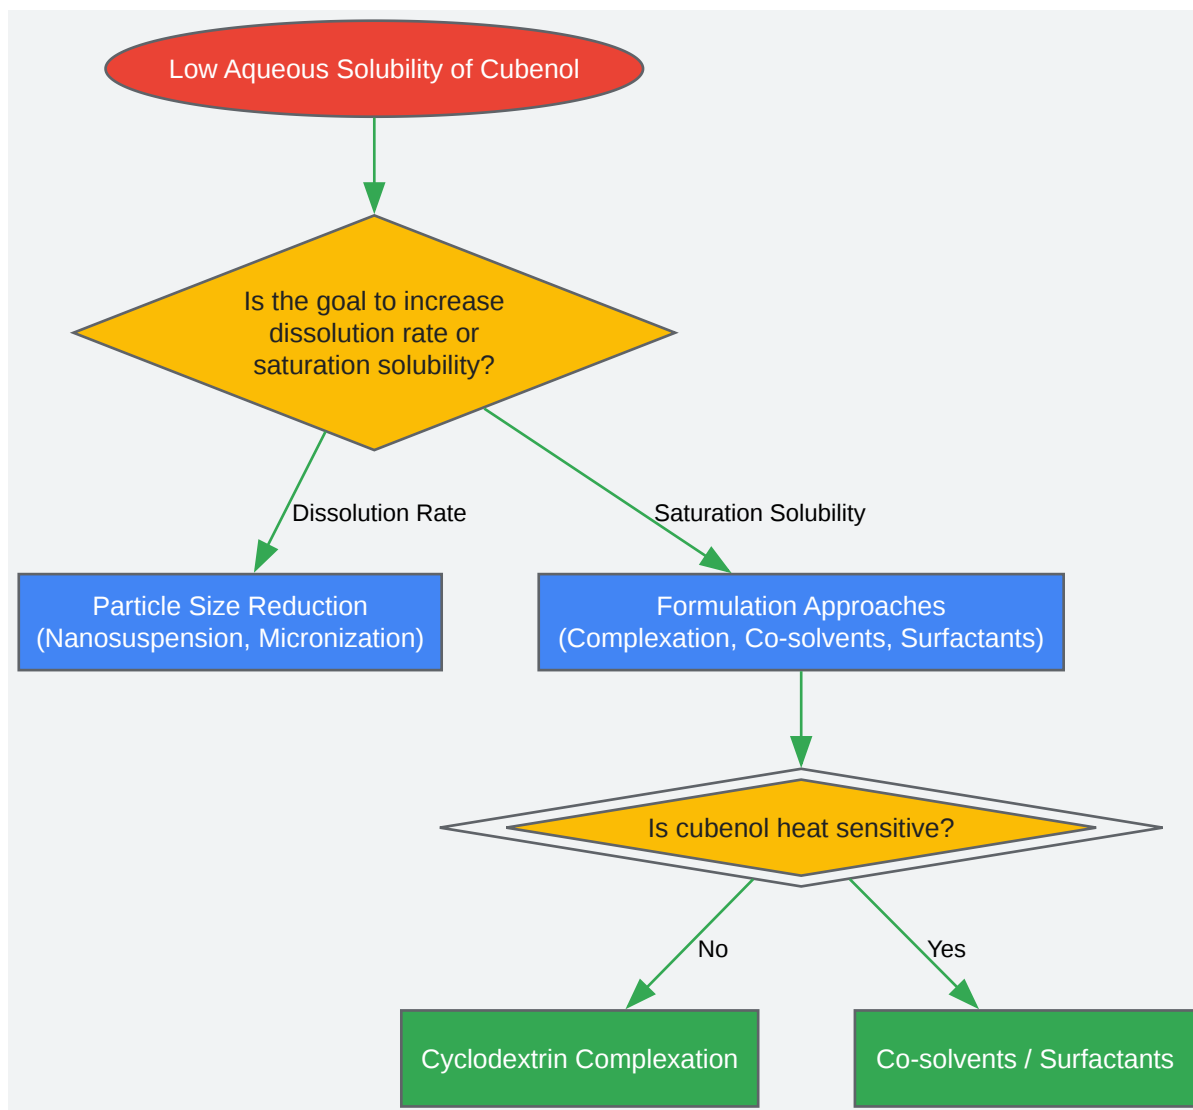 Low Aqueous Solubility of Cubenol
Is the goal to increase
dissolution rate or
saturation solubility?
Dissolution Rate
Saturation Solubility
Particle Size Reduction
(Nanosuspension, Micronization)
Formulation Approaches
(Complexation, Co-solvents, Surfactants)
Is cubenol heat sensitive?
No
Yes
Cyclodextrin Complexation
Co-solvents / Surfactants